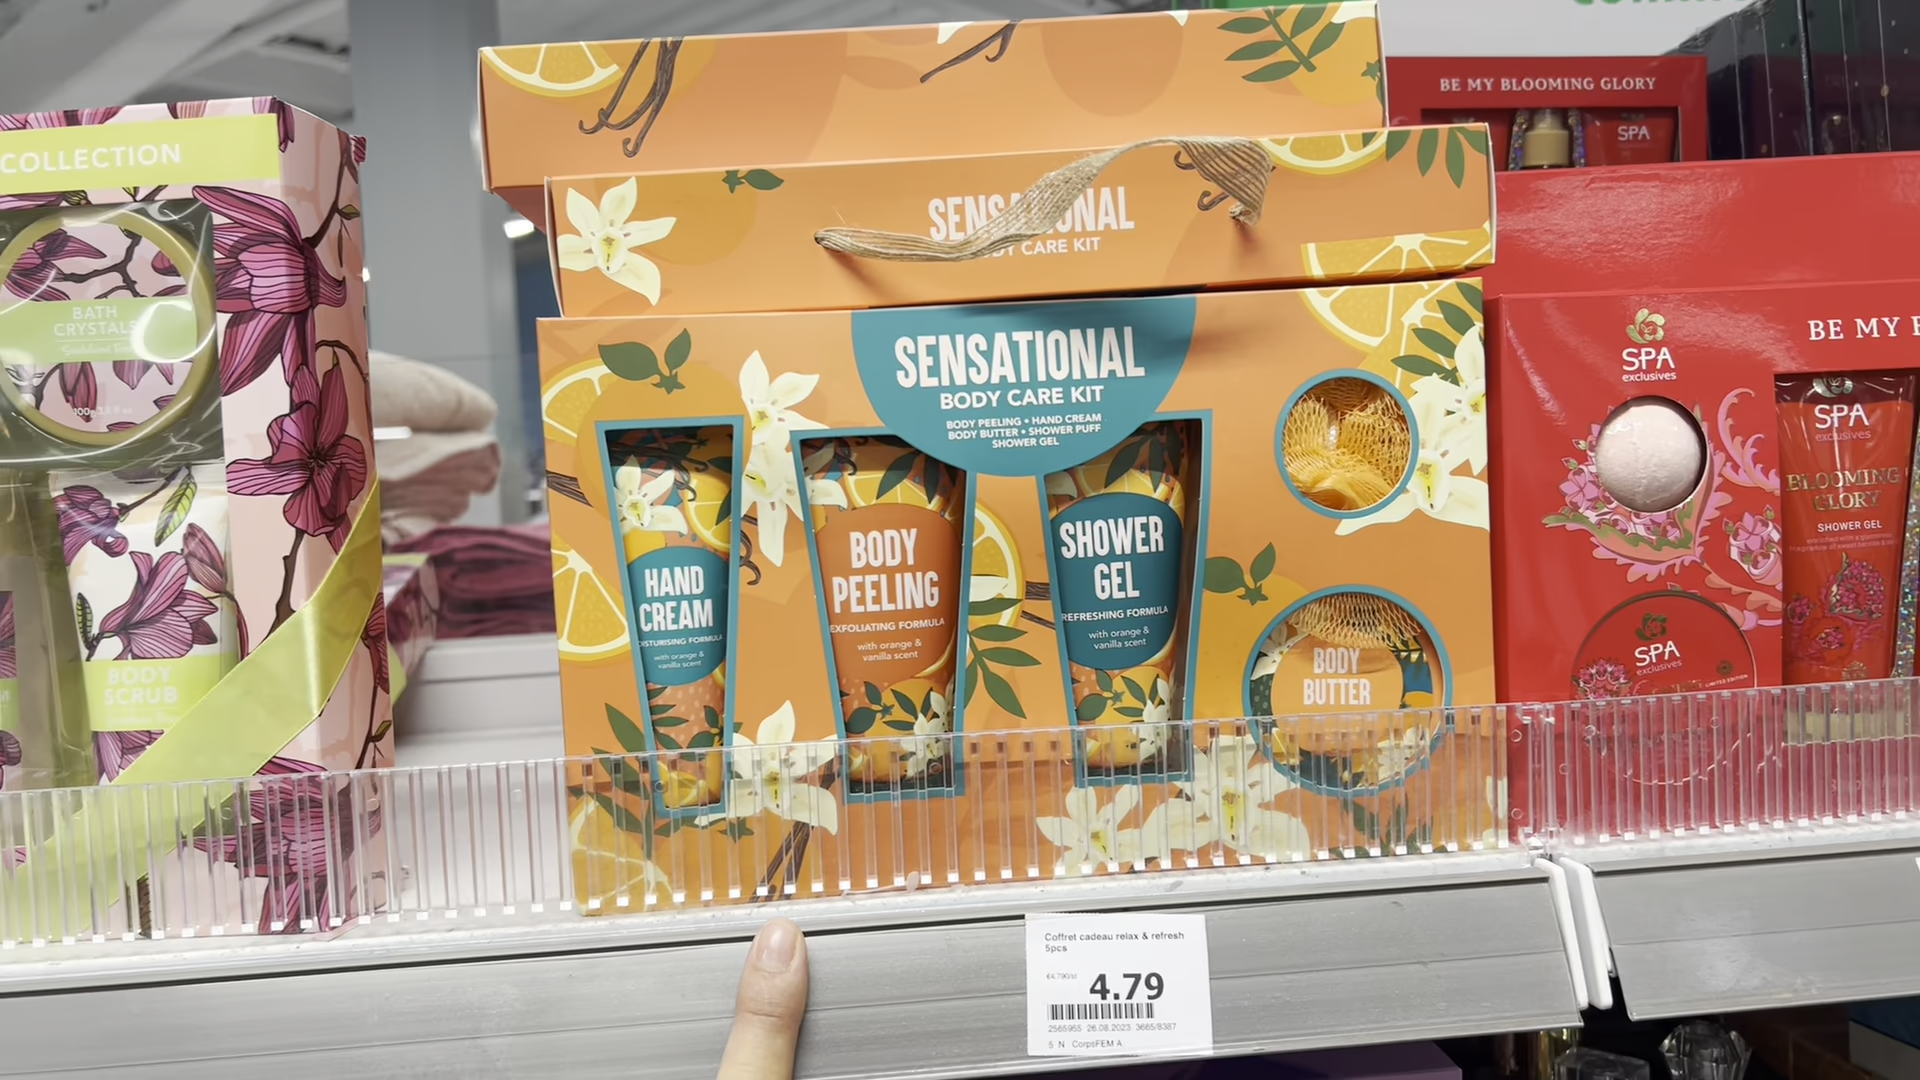 COLLECTION
BATH
CRYSTALS
BODY
SCRUB
SENSATIONAL
BODY CARE KIT
SENSATIONAL
BODY CARE KIT
BODY PEELING • HAND CREAM
BODY BUTTER • SHOWER PUFF
SHOWER GEL
HAND
CREAM
with orange &
vanilla scent
BODY
PEELING
EXFOLIATING FORMULA
with orange &
vanilla scent
SHOWER
GEL
REFRESHING FORMULA
with orange &
vanilla scent
BODY
BUTTER
BE MY BLOOMING GLORY
SPA
BE MY
SPA
exclusives
SPA
exclusives
BLOOMING
GLORY
SHOWER GEL
SPA
exclusives
LIMITED EDITION
Coffret cadeau relax & refresh
5pcs
4.79
2565955 26.08.2023 3665/8387
5 N CorpsFEM A